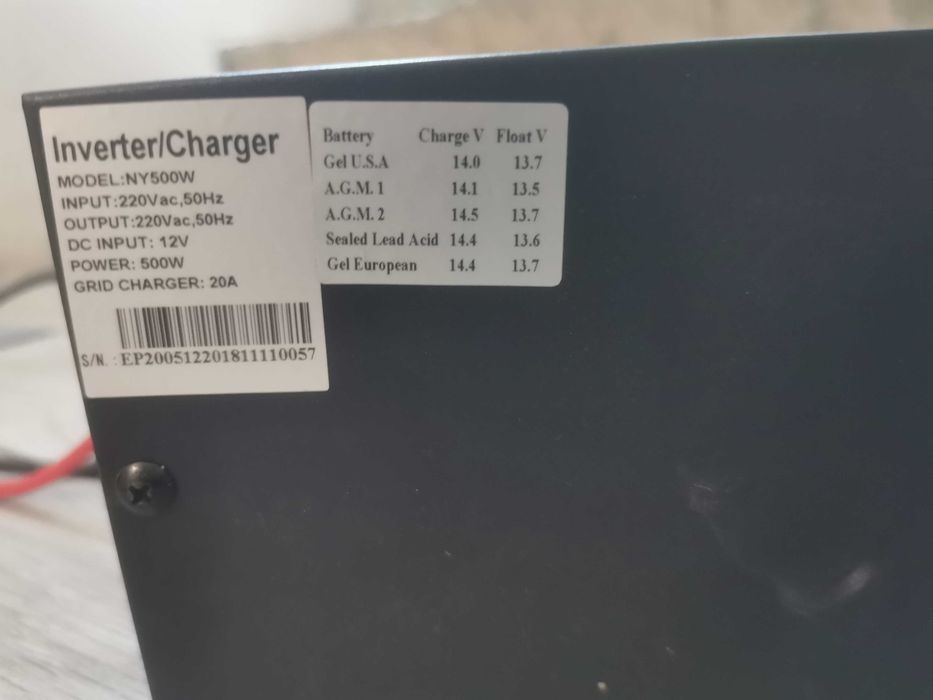 Inverter/Charger
MODEL:NY500W
INPUT:220Vac,50Hz
OUTPUT:220Vac,50Hz
DC INPUT: 12V
POWER: 500W
GRID CHARGER: 20A
S/N. : EP200512201811110057
Battery Charge V Float V
Gel U.S.A 14.0 13.7
A.G.M. 1 14.1 13.5
A.G.M. 2 14.5 13.7
Sealed Lead Acid 14.4 13.6
Gel European 14.4 13.7